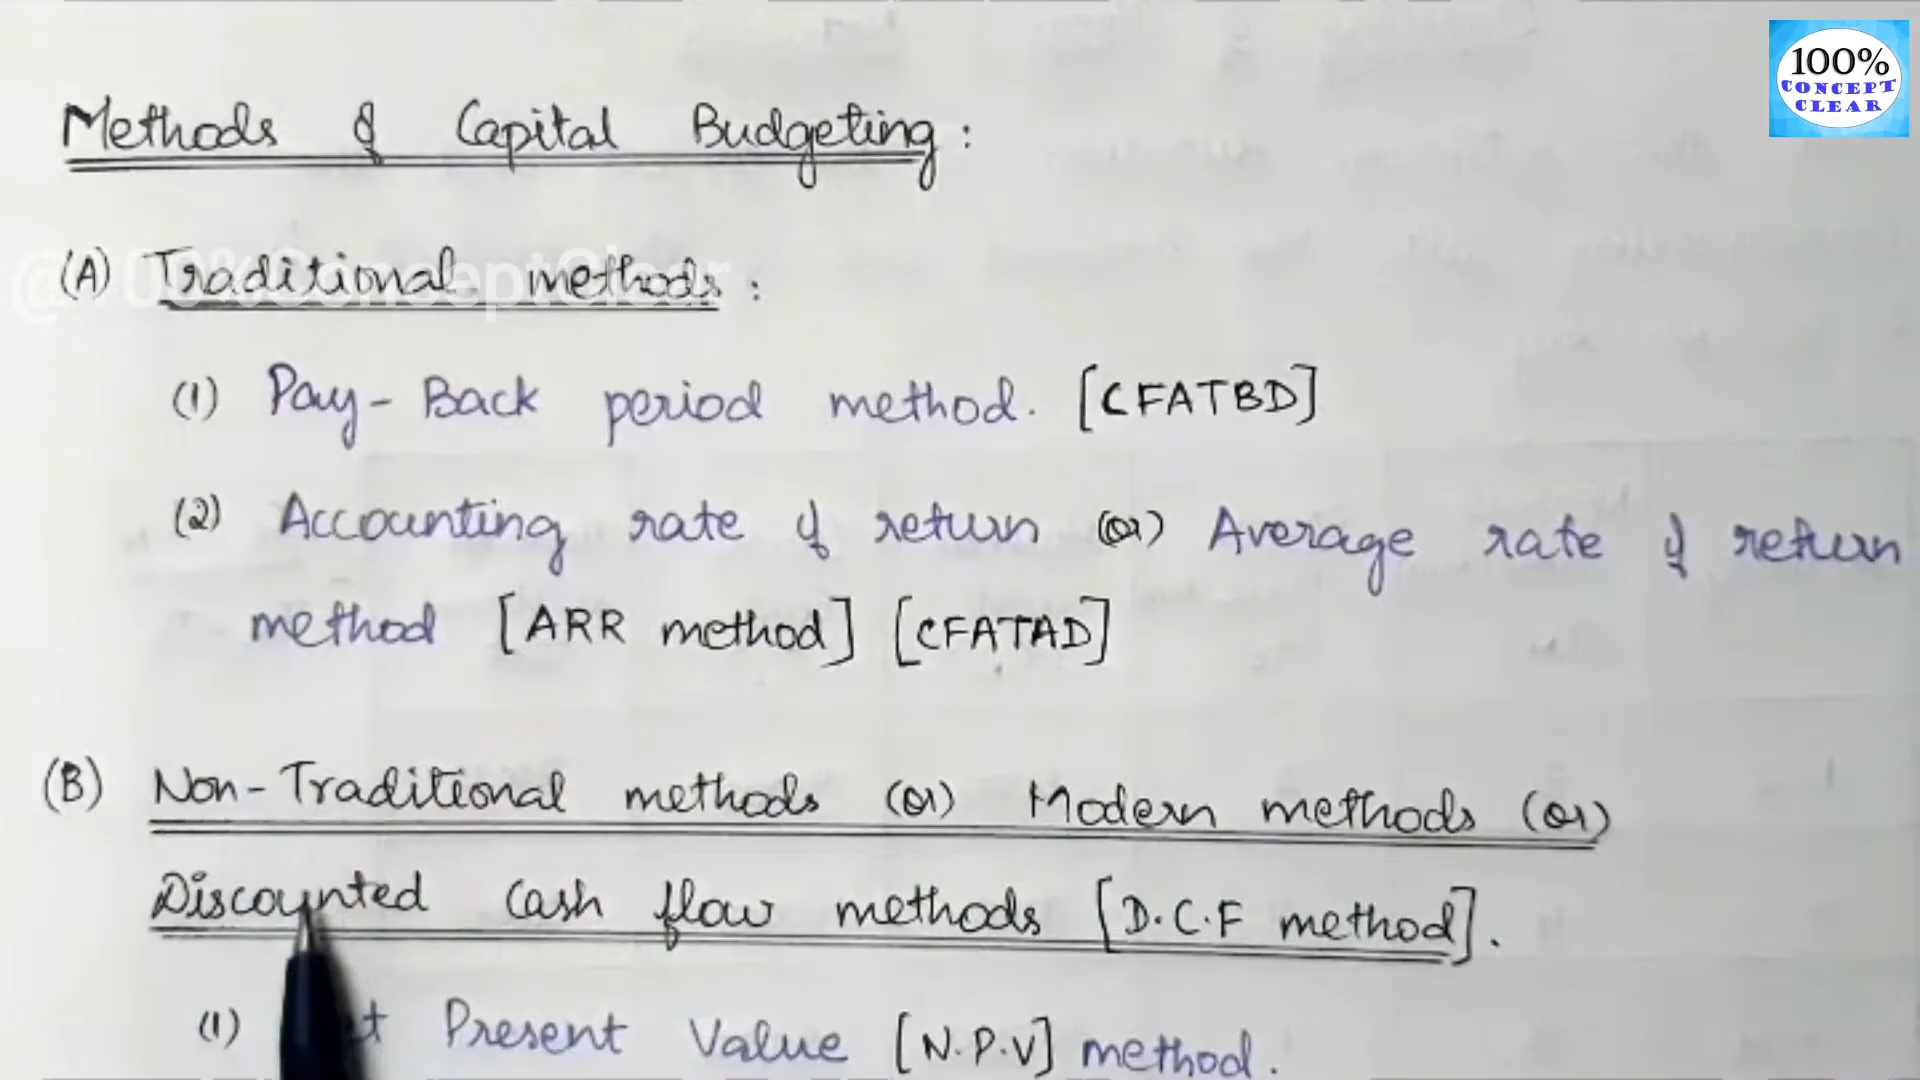 100%
CONCEPT
CLEAR
Methods of Capital Budgeting:
@100%ConceptClear
(A) Traditional methods:
(1) Pay-Back period method. [CFATBD]
(2) Accounting rate of return (or) Average rate of return
method [ARR method] [CFATAD]
(B) Non-Traditional methods (or) Modern methods (or)
Discounted Cash flow methods [D.C.F method].
(1) Present Value [N.P.V] method.